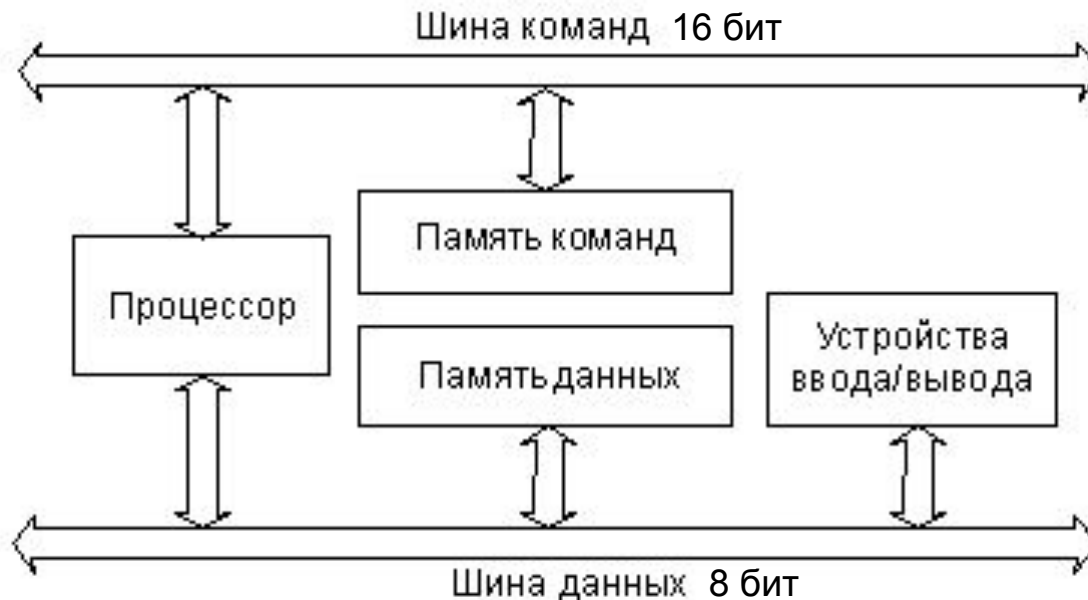 Шина команд 16 бит
Память команд
Процессор
Память данных
Устройства
ввода/вывода
Шина данных 8 бит